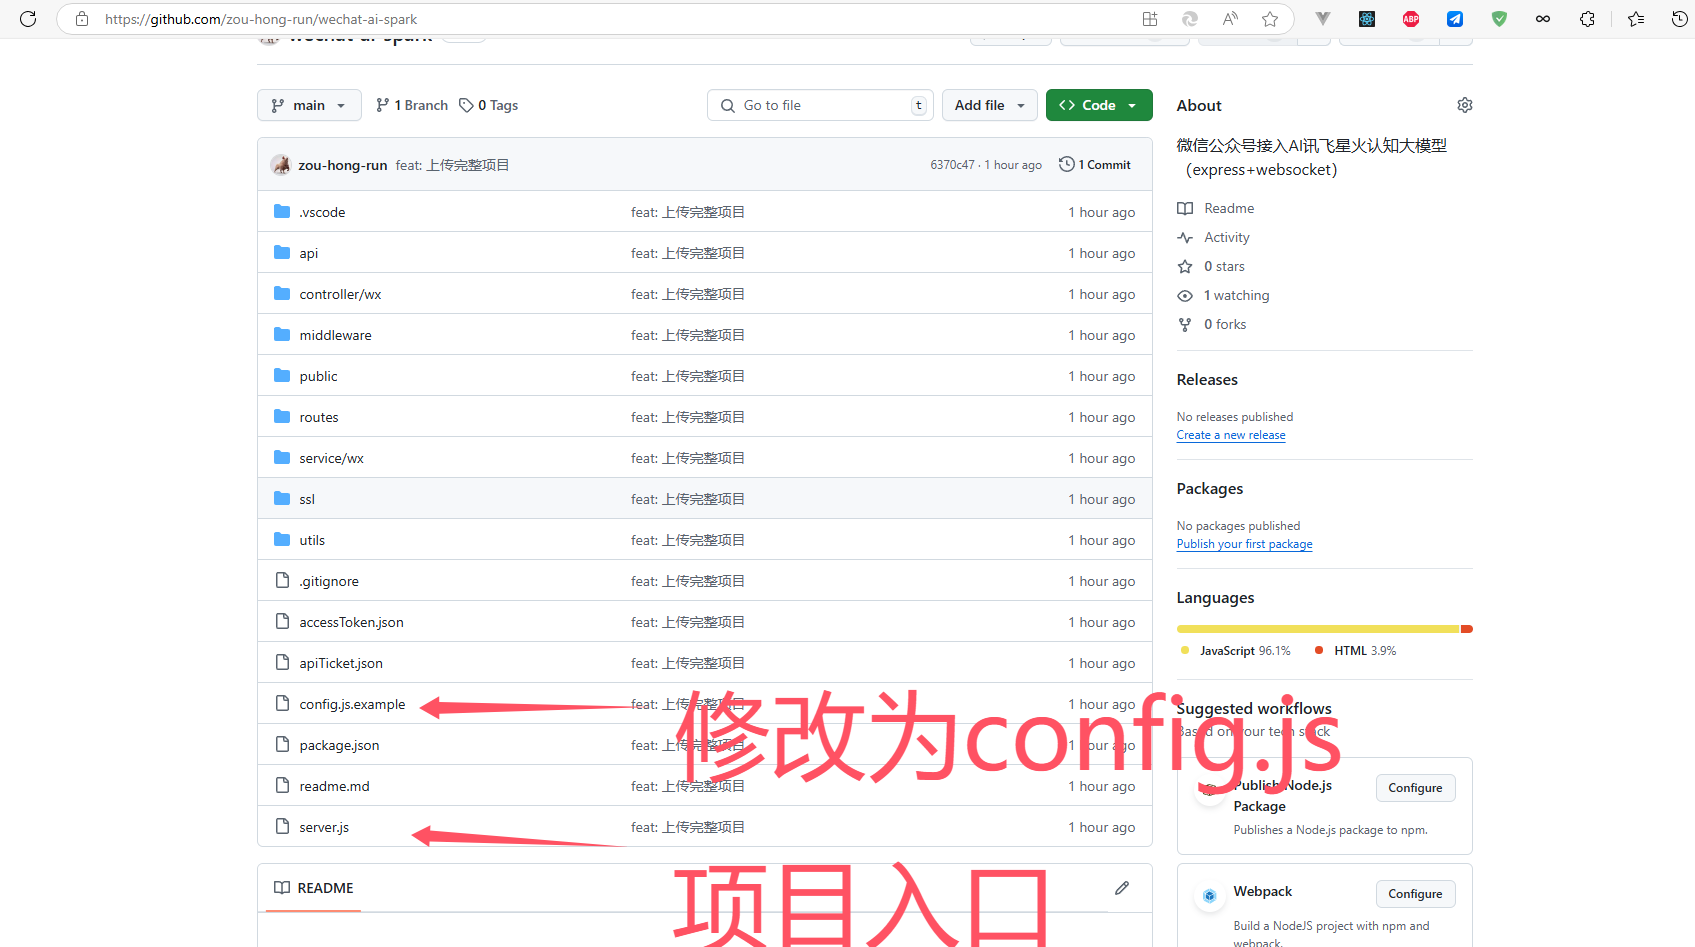 https://github.com/zou-hong-run/wechat-ai-spark
wechat-ai-spark
main
1 Branch
0 Tags
Go to file
t
Add file
Code
zou-hong-run feat: 上传完整项目
6370c47 · 1 hour ago
1 Commit
.vscode feat: 上传完整项目 1 hour ago
api feat: 上传完整项目 1 hour ago
controller/wx feat: 上传完整项目 1 hour ago
middleware feat: 上传完整项目 1 hour ago
public feat: 上传完整项目 1 hour ago
routes feat: 上传完整项目 1 hour ago
service/wx feat: 上传完整项目 1 hour ago
ssl feat: 上传完整项目 1 hour ago
utils feat: 上传完整项目 1 hour ago
.gitignore feat: 上传完整项目 1 hour ago
accessToken.json feat: 上传完整项目 1 hour ago
apiTicket.json feat: 上传完整项目 1 hour ago
config.js.example feat: 上传完整项目 1 hour ago
修改为config.js
package.json feat: 上传完整项目 1 hour ago
readme.md feat: 上传完整项目 1 hour ago
server.js feat: 上传完整项目 1 hour ago
项目入口
README
About
微信公众号接入AI讯飞星火认知大模型
（express+websocket）
Readme
Activity
0 stars
1 watching
0 forks
Releases
No releases published
Create a new release
Packages
No packages published
Publish your first package
Languages
JavaScript 96.1%
HTML 3.9%
Suggested workflows
Based on your tech stack
Publish Node.js
Package
Configure
Publishes a Node.js package to npm.
Webpack
Configure
Build a NodeJS project with npm and
webpack.
ABP